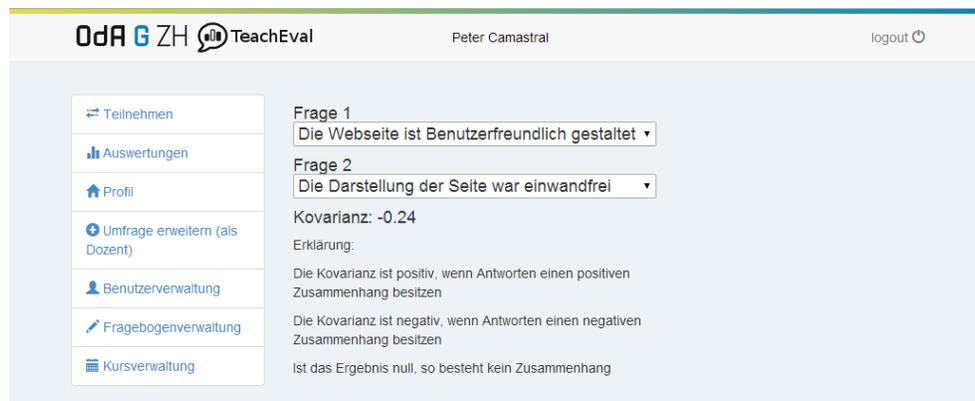 OdA G ZH TeachEval
Peter Camastral
logout
Teilnehmen
Auswertungen
Profil
Umfrage erweitern (als
Dozent)
Benutzerverwaltung
Fragebogenverwaltung
Kursverwaltung
Frage 1
Die Webseite ist Benutzerfreundlich gestaltet
Frage 2
Die Darstellung der Seite war einwandfrei
Kovarianz: -0.24
Erklärung:
Die Kovarianz ist positiv, wenn Antworten einen positiven
Zusammenhang besitzen
Die Kovarianz ist negativ, wenn Antworten einen negativen
Zusammenhang besitzen
Ist das Ergebnis null, so besteht kein Zusammenhang